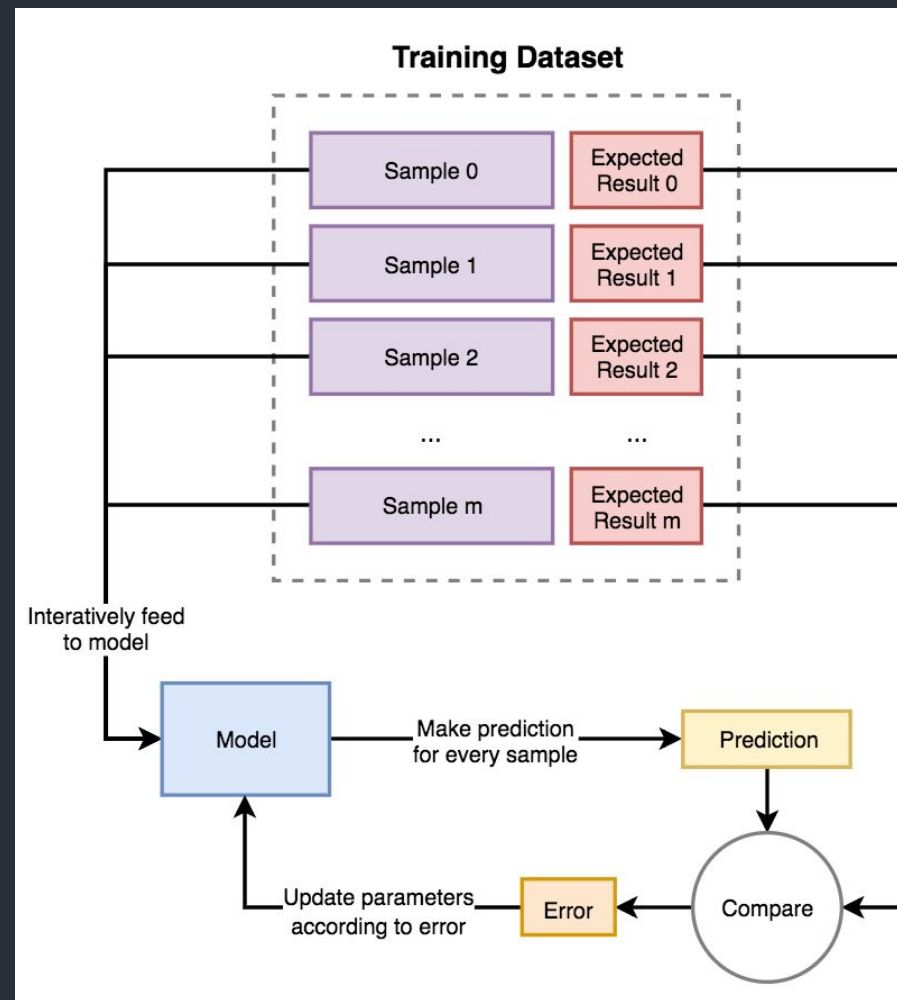 Training Dataset
Sample 0
Expected
Result 0
Sample 1
Expected
Result 1
Sample 2
Expected
Result 2
...
...
Sample m
Expected
Result m
Interatively feed
to model
Model
Make prediction
for every sample
Prediction
Update parameters
according to error
Error
Compare